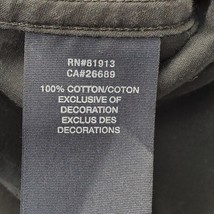 RN#81913
CA#26689
100% COTTON/COTON
EXCLUSIVE OF
DECORATION
EXCLUS DES
DECORATIONS